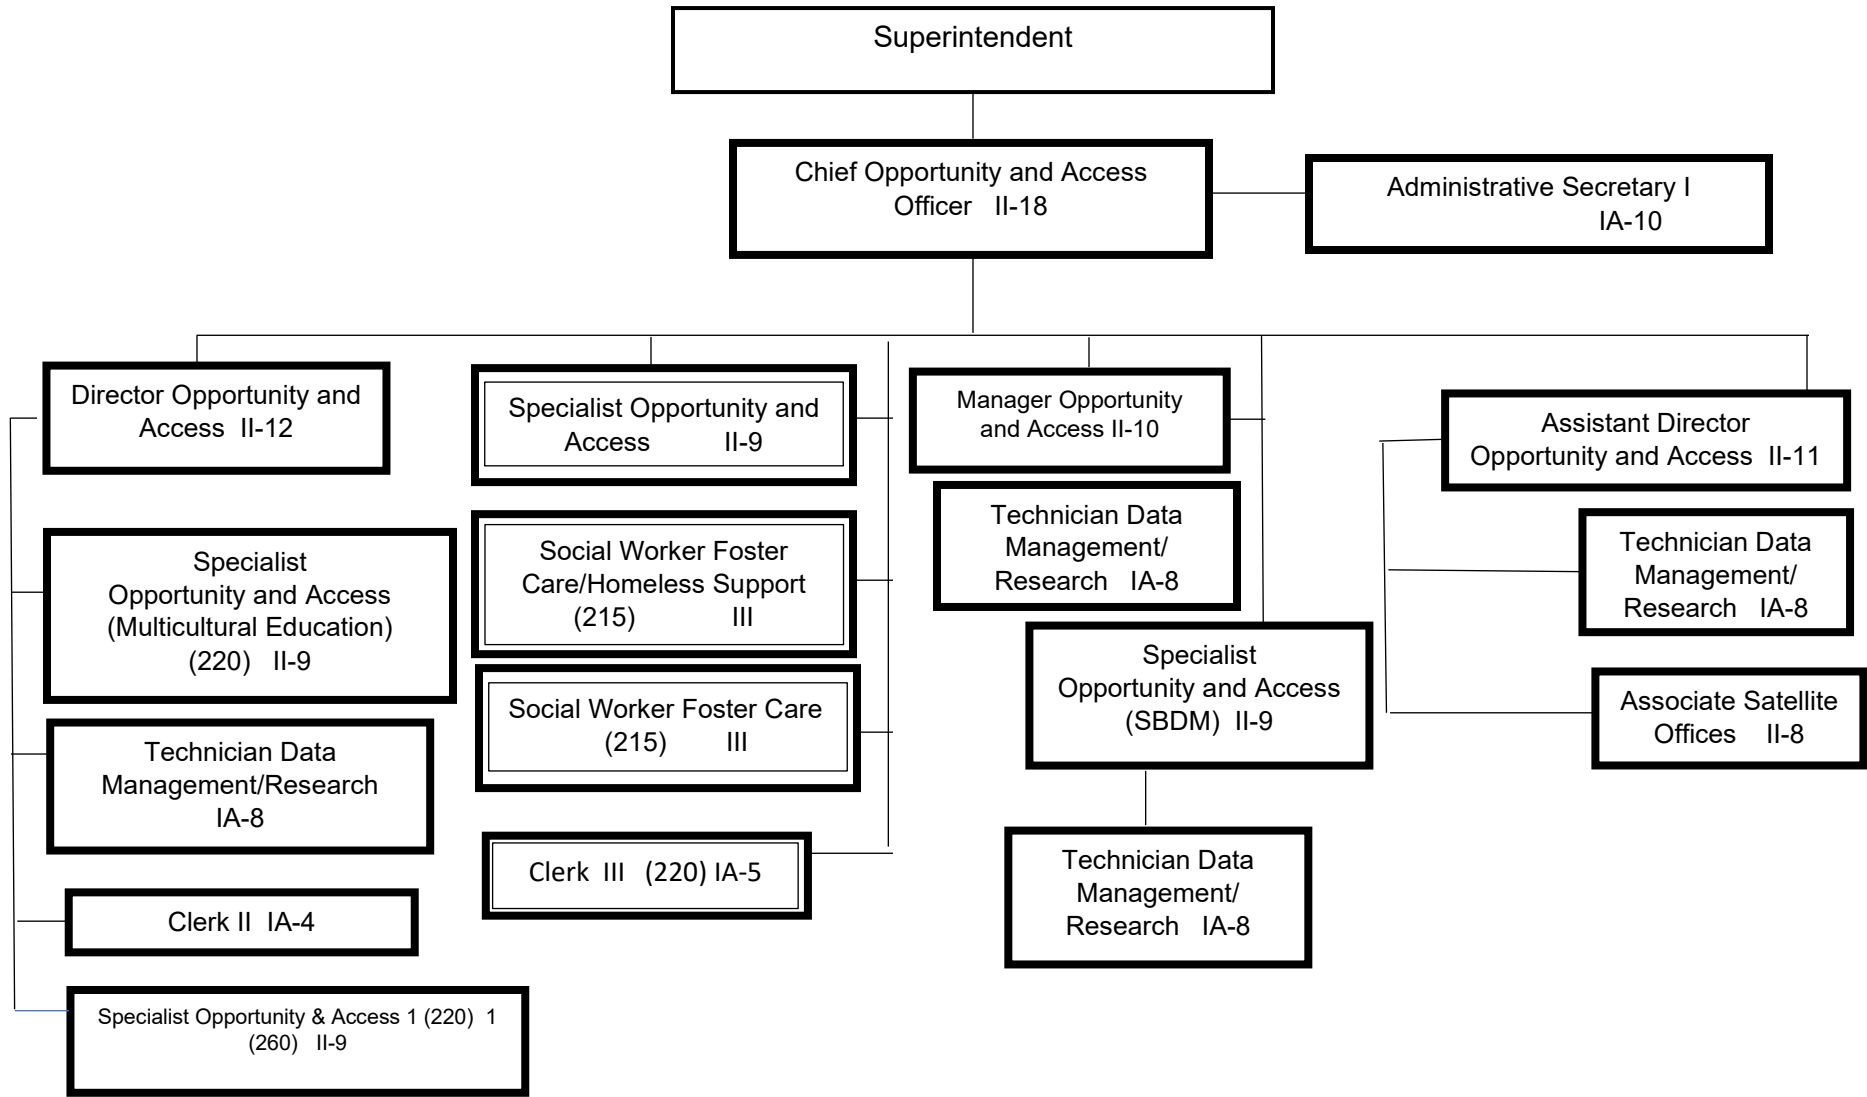 Superintendent
Chief Opportunity and Access
Officer II-18
Administrative Secretary I
IA-10
Director Opportunity and
Access II-12
Specialist
Opportunity and Access
(Multicultural Education)
(220) II-9
Technician Data
Management/Research
IA-8
Clerk II IA-4
Specialist Opportunity & Access 1 (220) 1
(260) II-9
Specialist Opportunity and
Access II-9
Social Worker Foster
Care/Homeless Support
(215) III
Social Worker Foster Care
(215) III
Clerk III (220) IA-5
Manager Opportunity
and Access II-10
Technician Data
Management/
Research IA-8
Specialist
Opportunity and Access
(SBDM) II-9
Technician Data
Management/
Research IA-8
Assistant Director
Opportunity and Access II-11
Technician Data
Management/
Research IA-8
Associate Satellite
Offices II-8